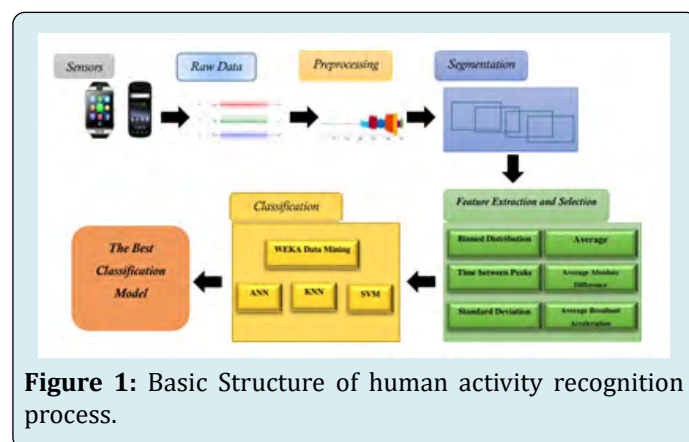 Sensors
Raw Data
Preprocessing
Segmentation
Classification
Feature Extraction and Selection
The Best
Classification
Model
WEKA Data Mining
ANN
KNN
SVM
Binned Distribution
Average
Time between Peaks
Average Absolute
Difference
Standard Deviation
Average Resultant
Acceleration
Figure 1: Basic Structure of human activity recognition
process.